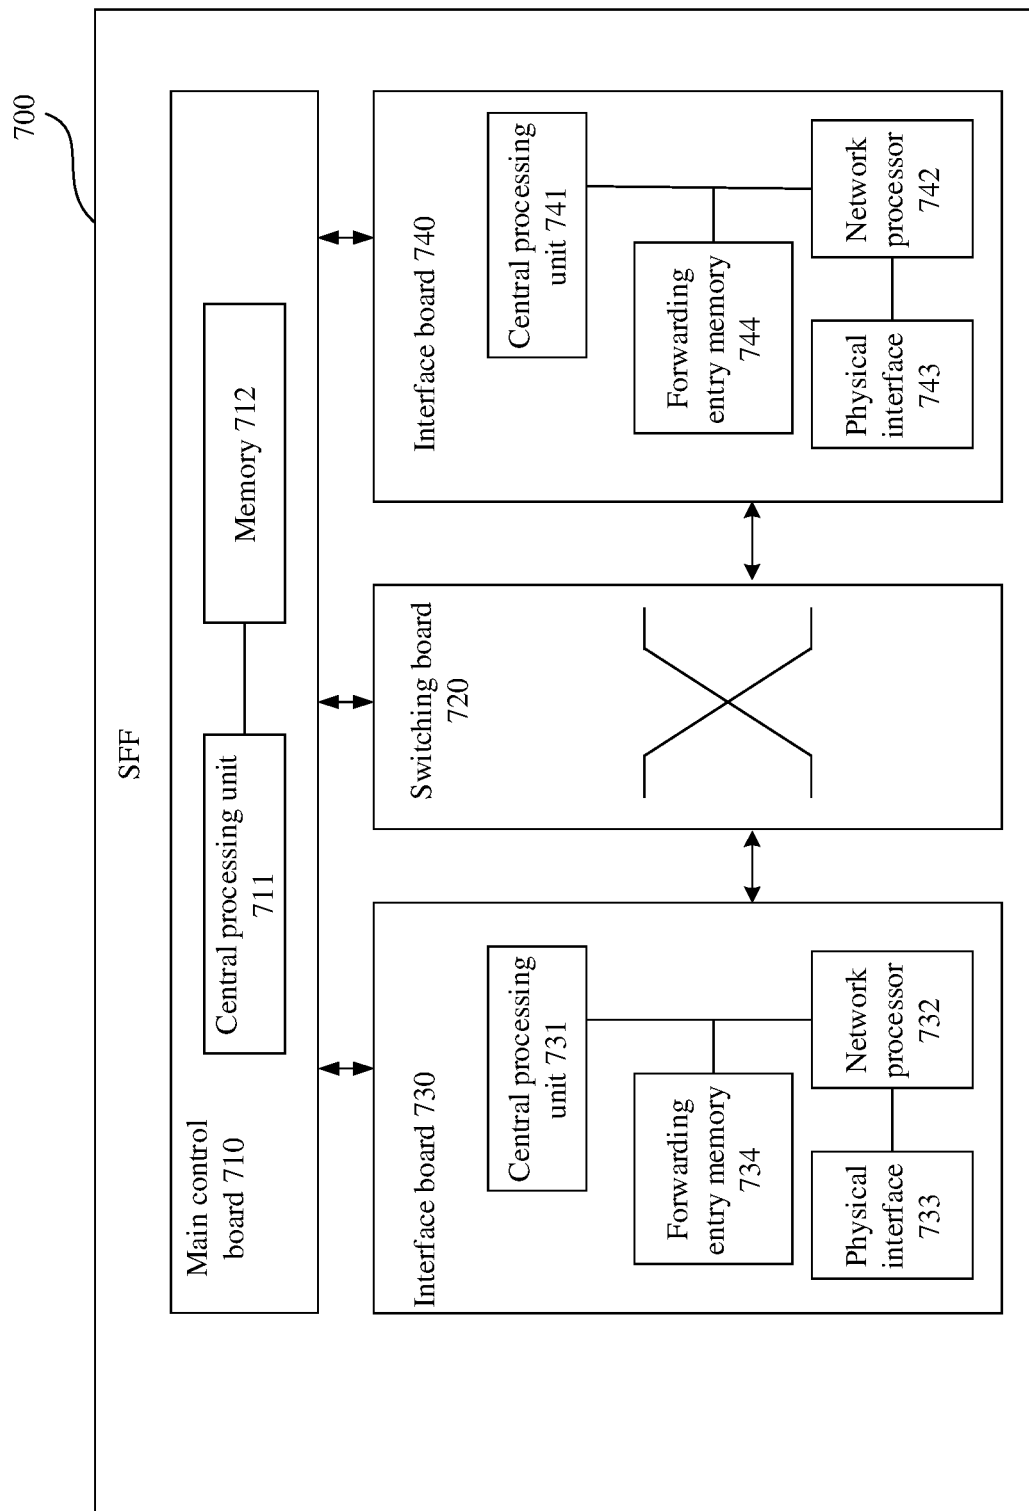 700
SFF
Main control
board 710
Central processing unit
711
Memory 712
Interface board 730
Central processing
unit 731
Forwarding
entry memory
734
Physical
interface
733
Network
processor
732
Switching board
720
Interface board 740
Central processing
unit 741
Forwarding
entry memory
744
Physical
interface
743
Network
processor
742